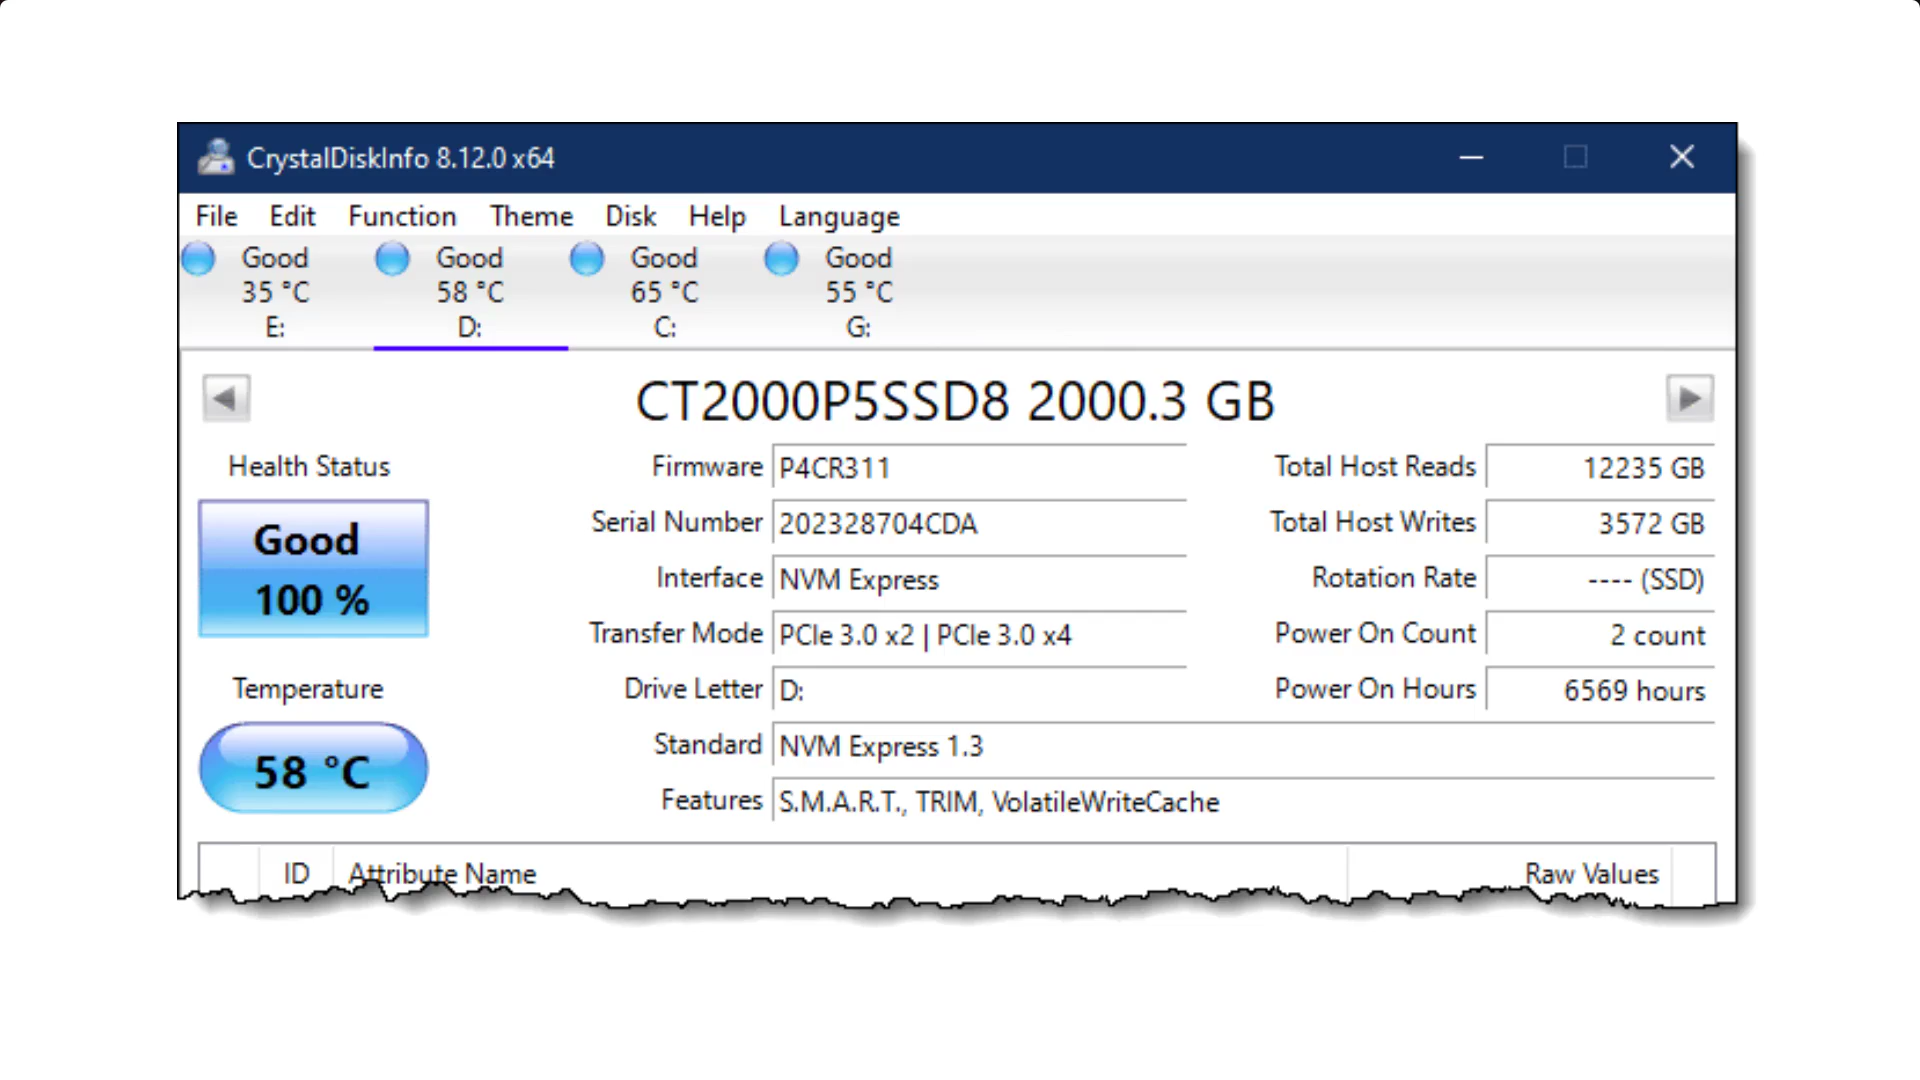 CrystalDiskInfo 8.12.0 x64
File Edit Function Theme Disk Help Language
Good Good Good Good
35 °C 58 °C 65 °C 55 °C
E: D: C: G:
CT2000P5SSD8 2000.3 GB
Health Status
Good
100 %
Temperature
58 °C
Firmware P4CR311
Serial Number 202328704CDA
Interface NVM Express
Transfer Mode PCIe 3.0 x2 | PCIe 3.0 x4
Drive Letter D:
Standard NVM Express 1.3
Features S.M.A.R.T., TRIM, VolatileWriteCache
Total Host Reads 12235 GB
Total Host Writes 3572 GB
Rotation Rate ---- (SSD)
Power On Count 2 count
Power On Hours 6569 hours
ID Attribute Name Raw Values